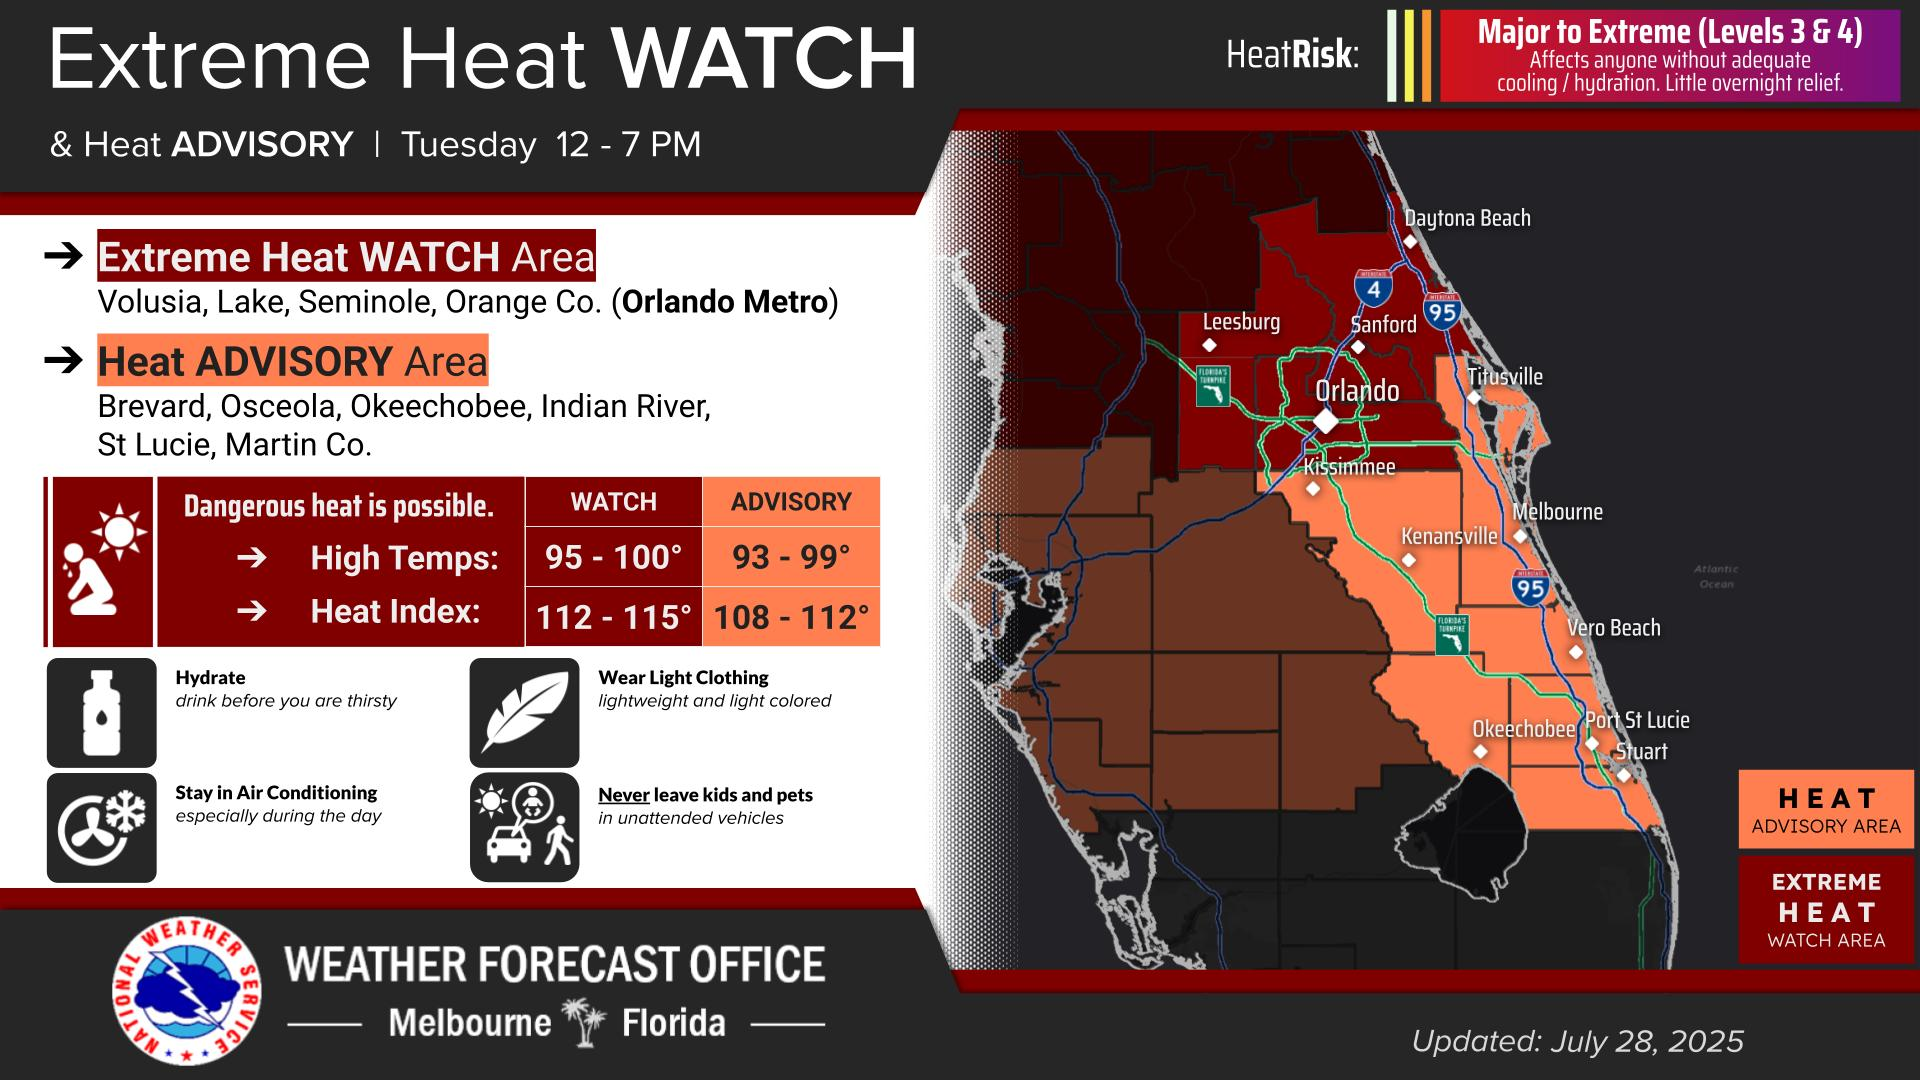 Extreme Heat WATCH
& Heat ADVISORY | Tuesday 12 - 7 PM
HeatRisk:
Major to Extreme (Levels 3 & 4)
Affects anyone without adequate
cooling / hydration. Little overnight relief.
➔ Extreme Heat WATCH Area
Volusia, Lake, Seminole, Orange Co. (Orlando Metro)
➔ Heat ADVISORY Area
Brevard, Osceola, Okeechobee, Indian River,
St Lucie, Martin Co.
Dangerous heat is possible.
WATCH
ADVISORY
➔ High Temps:
95 - 100°
93 - 99°
➔ Heat Index:
112 - 115°
108 - 112°
Hydrate
drink before you are thirsty
Wear Light Clothing
lightweight and light colored
Stay in Air Conditioning
especially during the day
Never leave kids and pets
in unattended vehicles
Daytona Beach
INTERSTATE
4
INTERSTATE
95
Leesburg
Sanford
FLORIDA'S
TURNPIKE
Titusville
Orlando
Kissimmee
Melbourne
Kenansville
Atlantic
Ocean
INTERSTATE
95
FLORIDA'S
TURNPIKE
Vero Beach
Okeechobee
Port St Lucie
Stuart
HEAT
ADVISORY AREA
EXTREME
HEAT
WATCH AREA
NATIONAL WEATHER SERVICE
WEATHER FORECAST OFFICE
Melbourne Florida
Updated: July 28, 2025